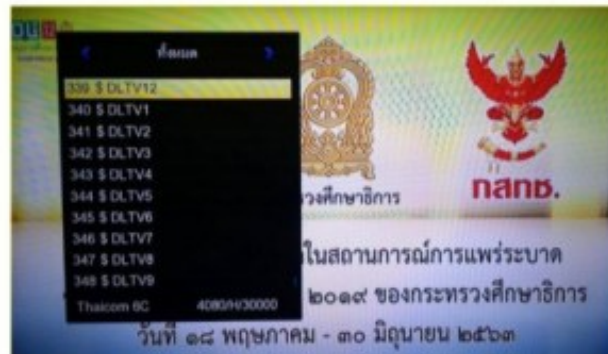 ทั้งหมด
339 $ DLTV12
340 $ DLTV1
341 $ DLTV2
342 $ DLTV3
343 $ DLTV4
344 $ DLTV5
345 $ DLTV6
346 $ DLTV7
347 $ DLTV8
348 $ DLTV9
Thaicom 6C 4080/H/30000
กสทช.
วงศึกษาธิการ
ในสถานการณ์การแพร่ระบาด
๒๐๑๙ ของกระทรวงศึกษาธิการ
วันที่ ๑๘ พฤษภาคม - ๓๐ มิถุนายน ๒๕๖๓